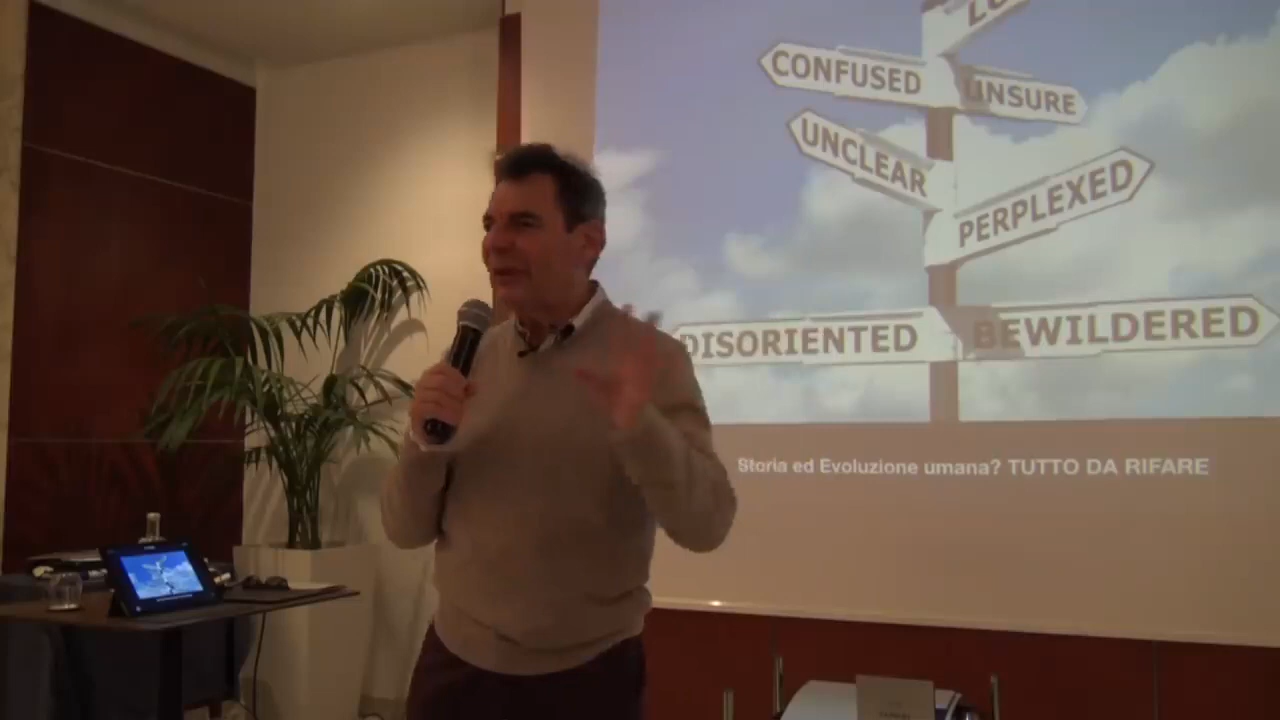 CONFUSED
UNSURE
UNCLEAR
PERPLEXED
DISORIENTED
BEWILDERED
Storia ed Evoluzione umana? TUTTO DA RIFARE